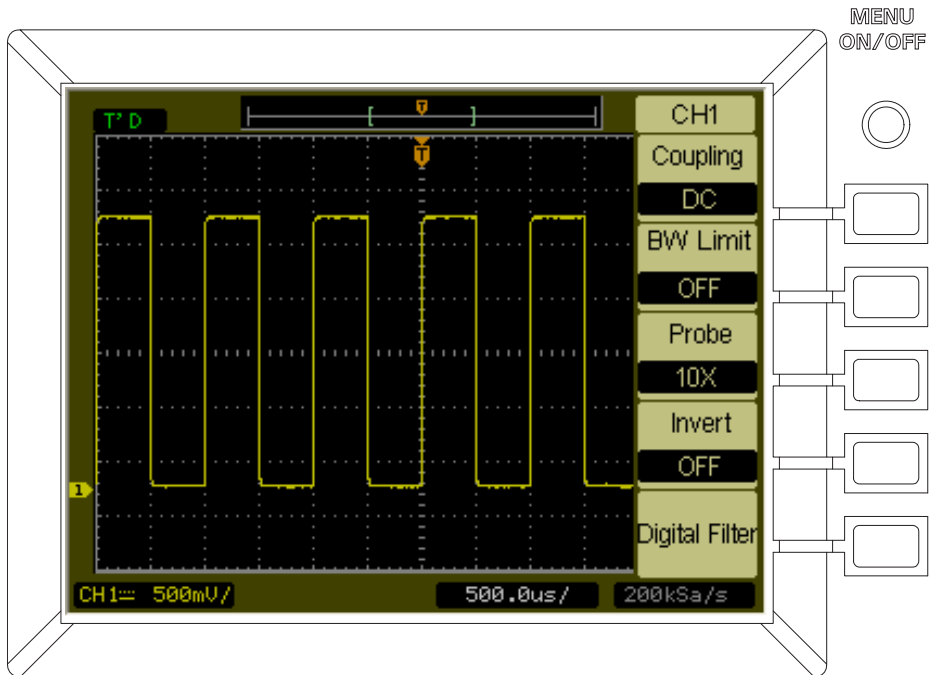 MENU
ON/OFF
T’D
T
T
CH1
Coupling
DC
BW Limit
OFF
Probe
10X
Invert
OFF
Digital Filter
1
CH1 500mV/
500.0us/
200kSa/s